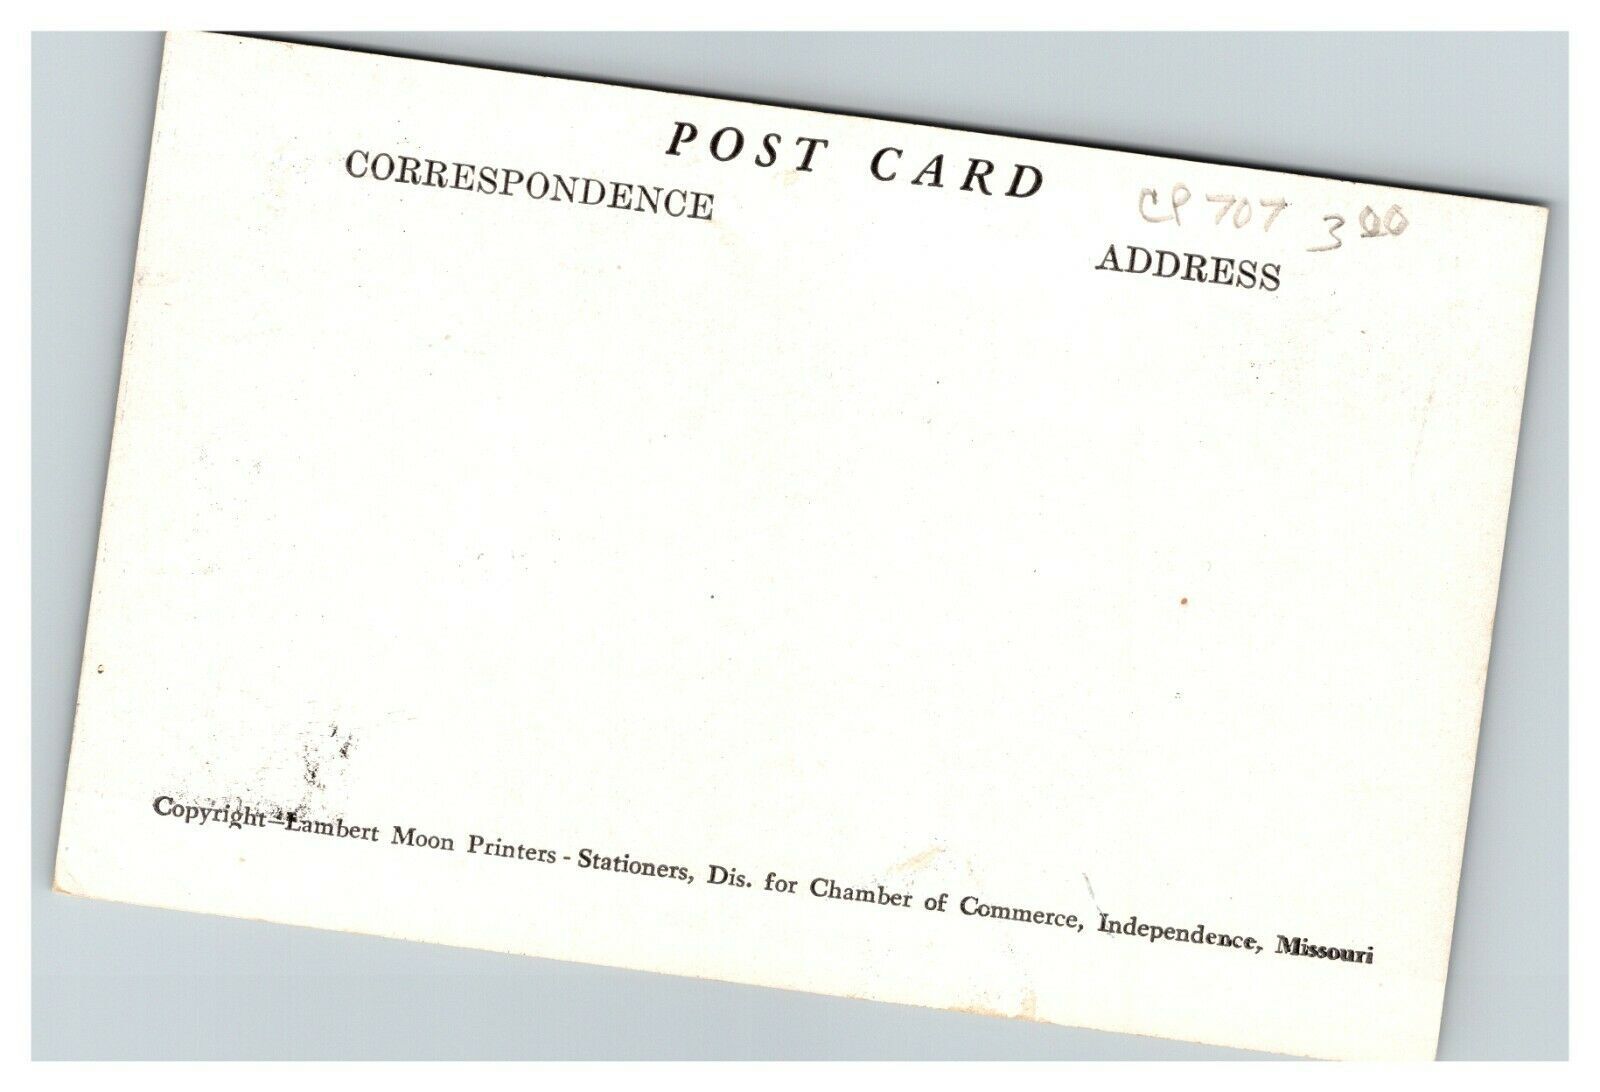 POST CARD
CORRESPONDENCE
CP 707 3 00
ADDRESS
Copyright—Lambert Moon Printers - Stationers, Dis. for Chamber of Commerce, Independence, Missouri